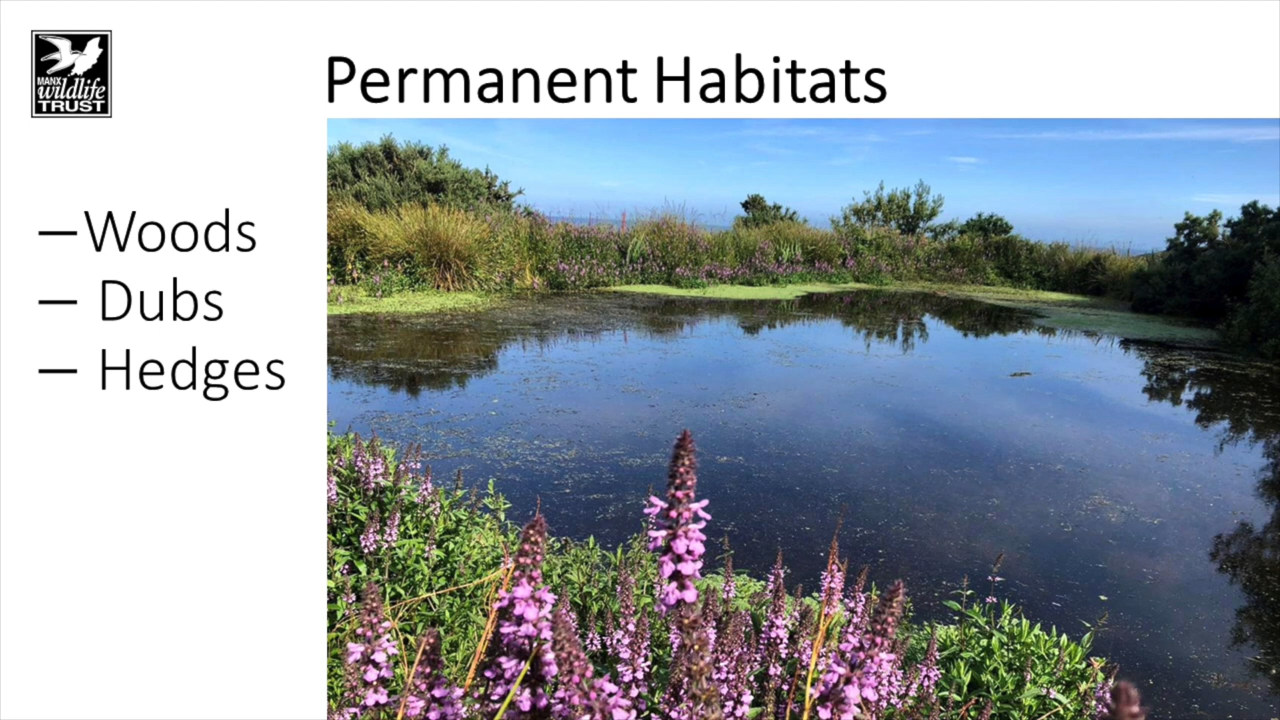 MANX
wildlife
TRUST
Permanent Habitats
–Woods
– Dubs
– Hedges